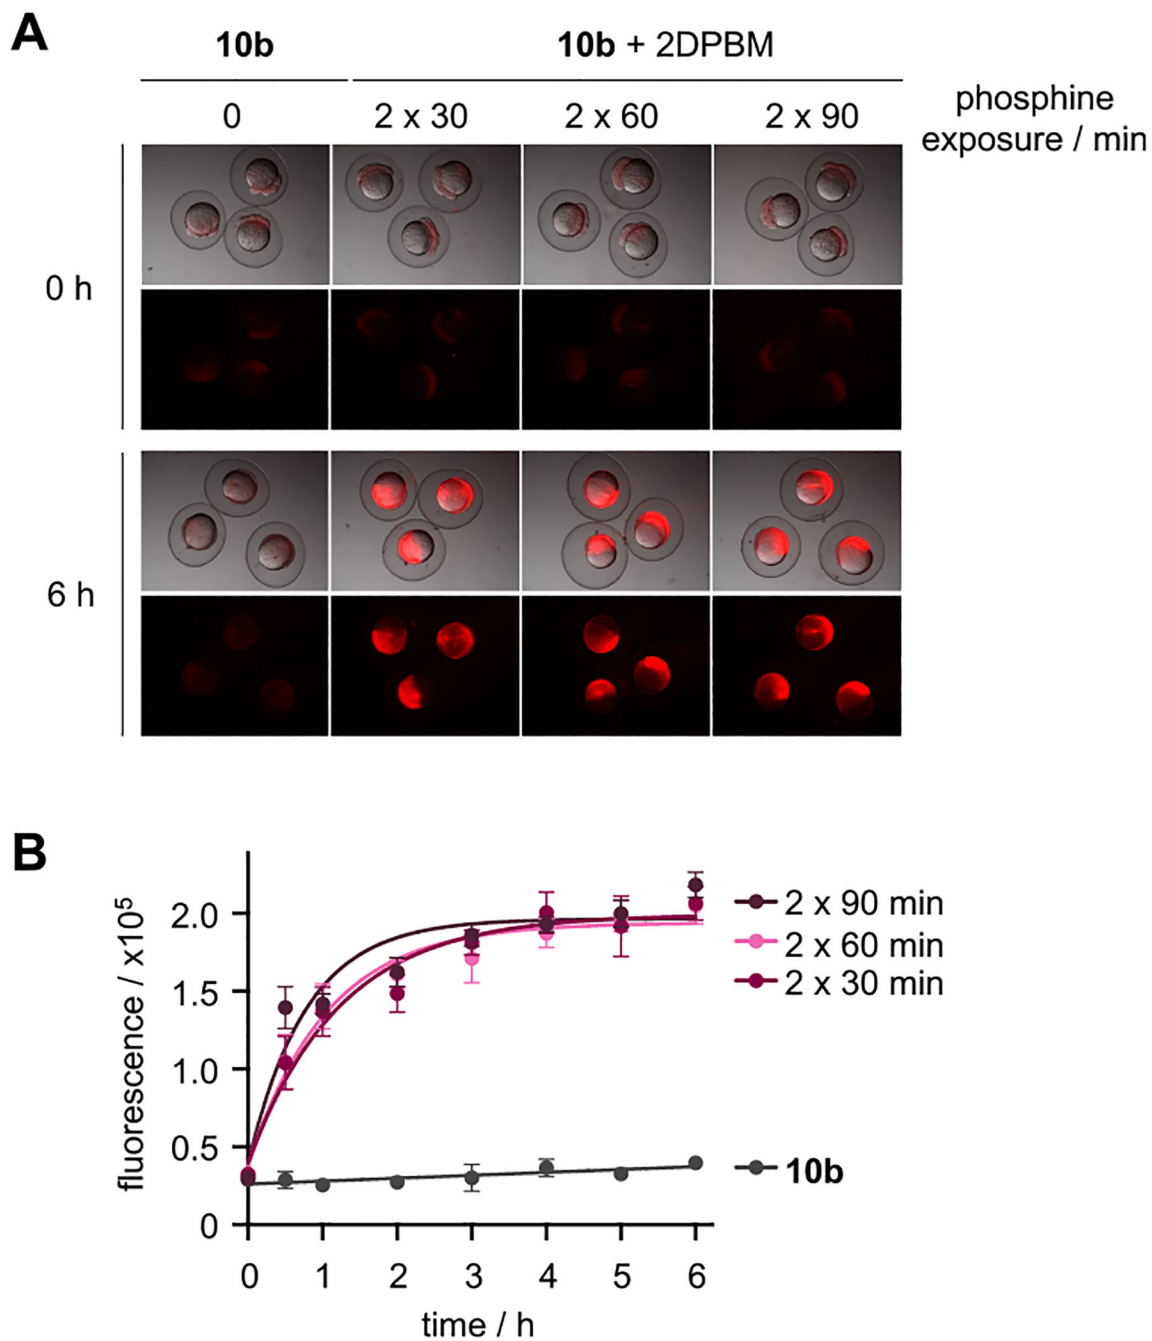 A
10b
10b + 2DPBM
0
2 x 30
2 x 60
2 x 90
phosphine
exposure / min
0 h
6 h
B
fluorescence / x10⁵
2.0
1.5
1.0
0.5
0
0 1 2 3 4 5 6
time / h
2 x 90 min
2 x 60 min
2 x 30 min
10b